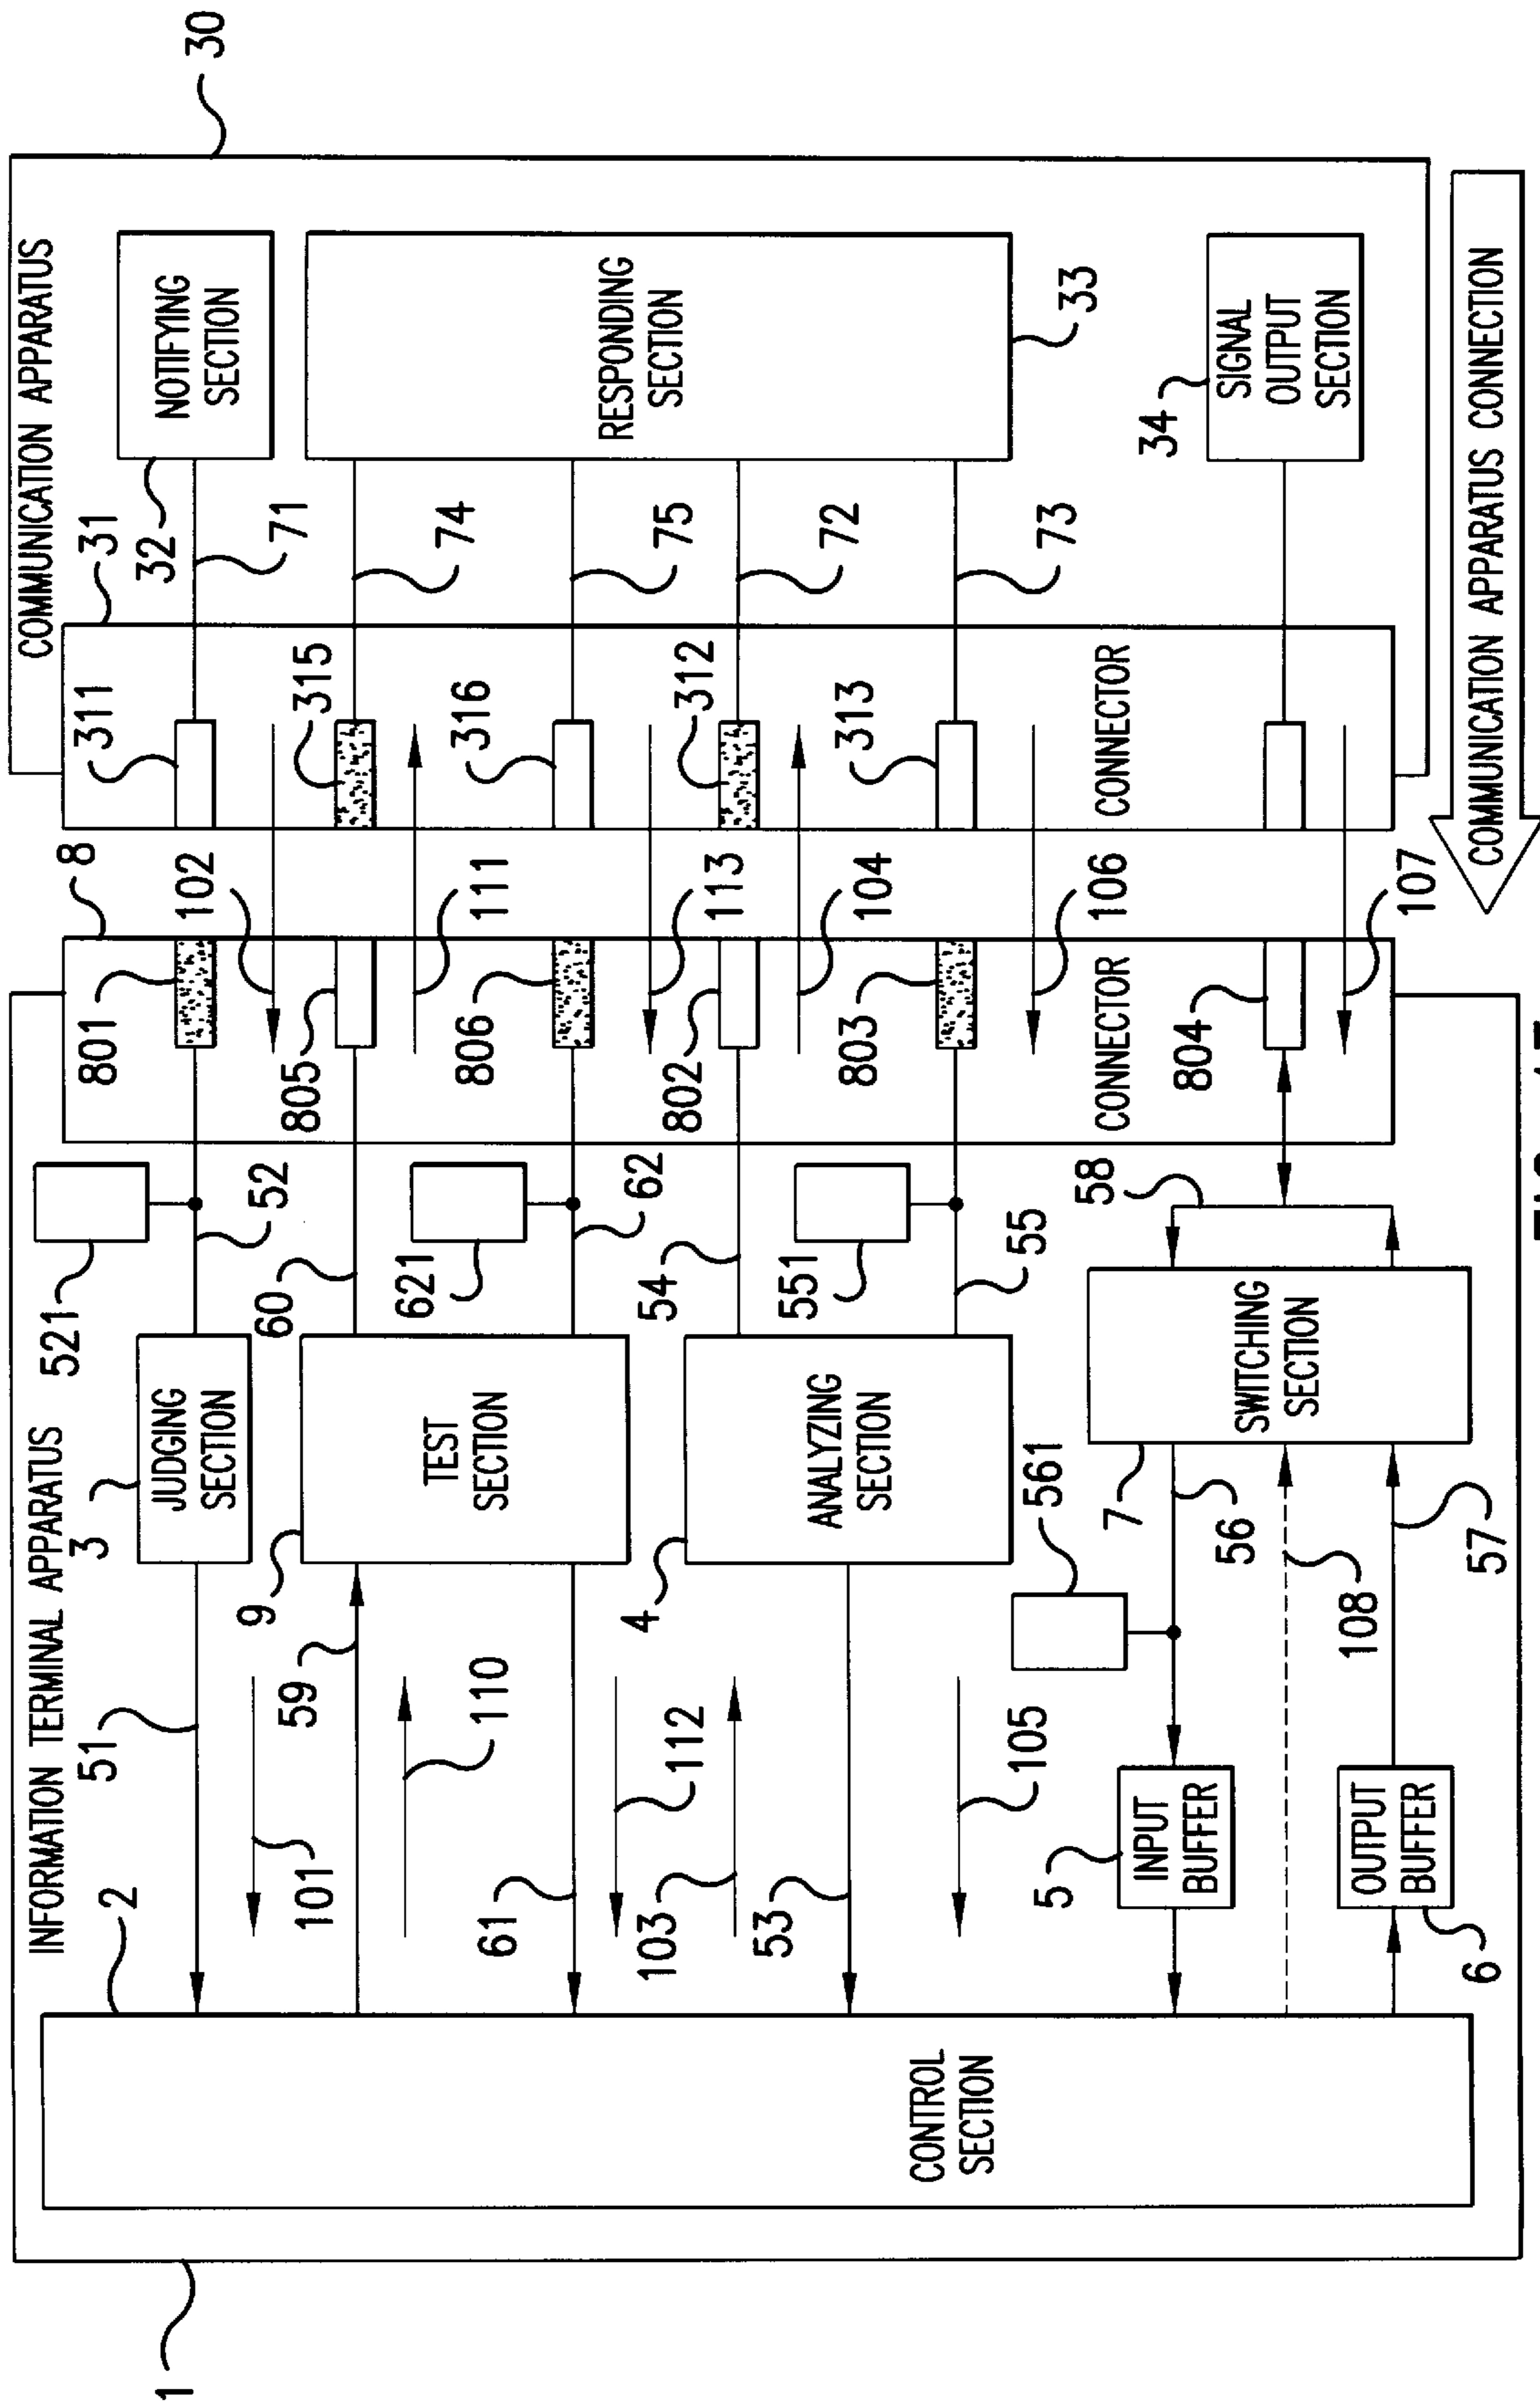 INFORMATION TERMINAL APPARATUS
COMMUNICATION APPARATUS
1
2
30
31
8
CONTROL
SECTION
51
101
3
JUDGING
SECTION
521
52
801
102
311
32
71
NOTIFYING
SECTION
59
110
9
TEST
SECTION
60
805
111
315
74
61
112
621
62
806
113
316
75
RESPONDING
SECTION
33
103
53
105
4
ANALYZING
SECTION
54
802
104
312
72
551
55
803
106
313
73
CONNECTOR
CONNECTOR
5
INPUT
BUFFER
561
56
7
SWITCHING
SECTION
58
804
107
34
SIGNAL
OUTPUT
SECTION
108
6
OUTPUT
BUFFER
57
COMMUNICATION APPARATUS CONNECTION